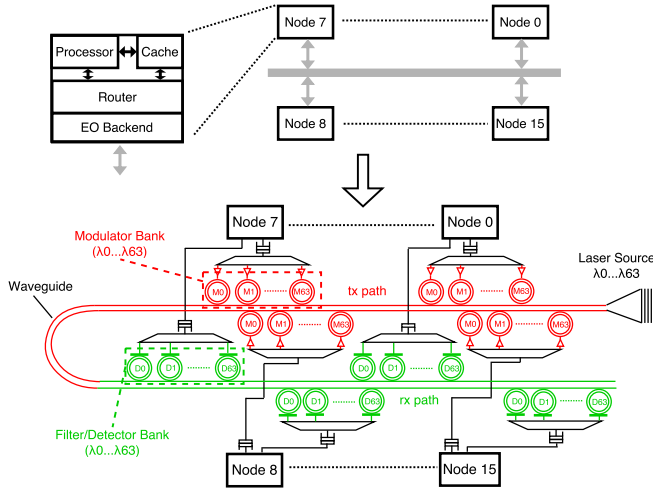 Node 7
Node 0
Processor
Cache
Router
EO Backend
Node 8
Node 15
Node 7
Node 0
Modulator Bank
(λ0...λ63)
Laser Source
λ0...λ63
Waveguide
M0 M1 M63
tx path
M0 M1 M63
M0 M1 M63
M0 M1 M63
D0 D1 D63
D0 D1 D63
D0 D1 D63
rx path
D0 D1 D63
Filter/Detector Bank
(λ0...λ63)
Node 8
Node 15